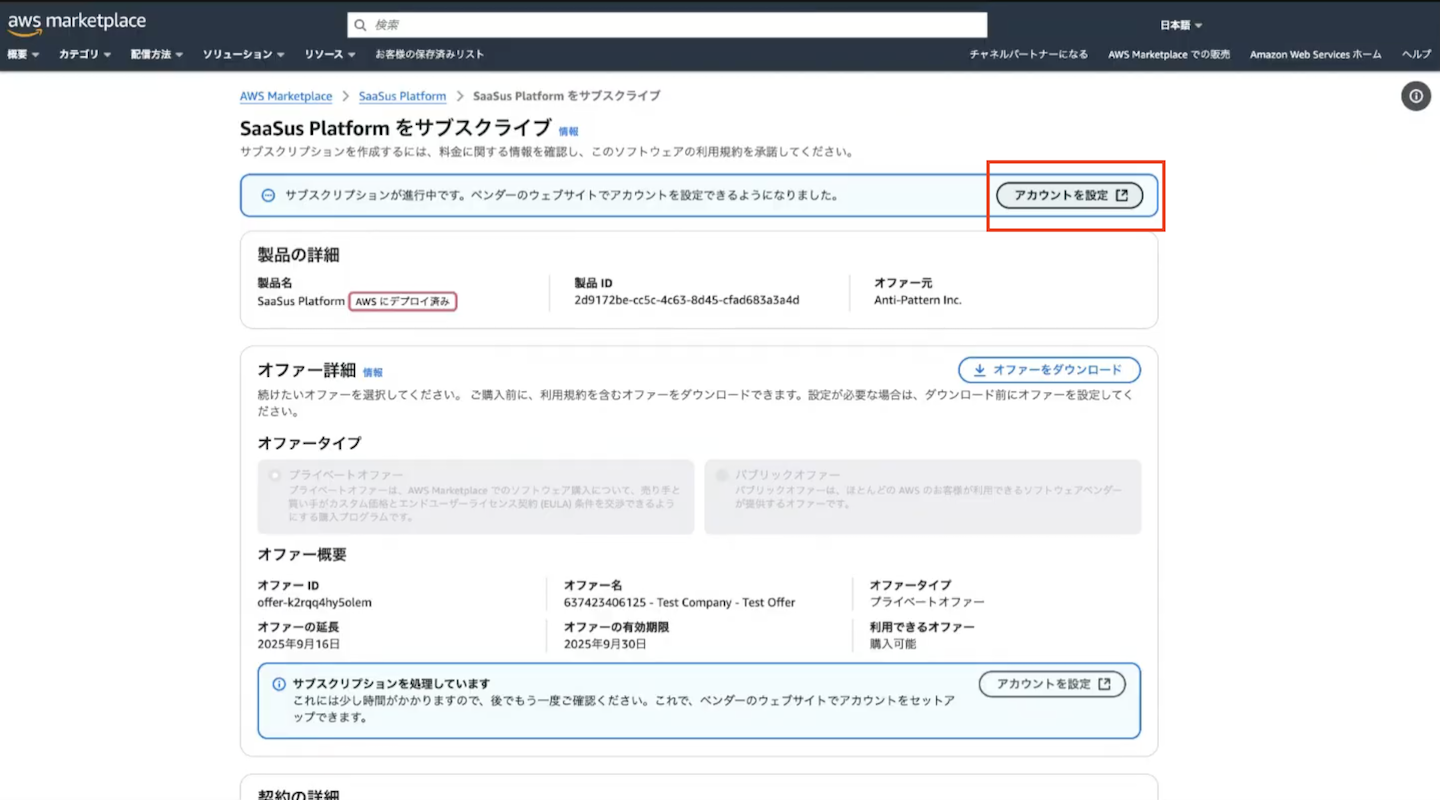 aws marketplace
検索
日本語
概要 カテゴリ 配信方法 ソリューション リソース お客様の保存済みリスト
チャネルパートナーになる AWS Marketplace での販売 Amazon Web Services ホーム ヘルプ
AWS Marketplace > SaaSus Platform > SaaSus Platform をサブスクライブ
SaaSus Platform をサブスクライブ 情報
サブスクリプションを作成するには、料金に関する情報を確認し、このソフトウェアの利用規約を承諾してください。
サブスクリプションが進行中です。ベンダーのウェブサイトでアカウントを設定できるようになりました。
アカウントを設定
製品の詳細
製品名
SaaSus Platform AWS にデプロイ済み
製品 ID
2d9172be-cc5c-4c63-8d45-cfad683a3a4d
オファー元
Anti-Pattern Inc.
オファー詳細 情報
オファーをダウンロード
続けたいオファーを選択してください。 ご購入前に、利用規約を含むオファーをダウンロードできます。設定が必要な場合は、ダウンロード前にオファーを設定してく
ださい。
オファータイプ
プライベートオファー
プライベートオファーは、AWS Marketplace でのソフトウェア購入について、売り手と
買い手がカスタム価格とエンドユーザーライセンス契約 (EULA) 条件を交渉できるよう
にする購入プログラムです。
パブリックオファー
パブリックオファーは、ほとんどの AWS のお客様が利用できるソフトウェアベンダー
が提供するオファーです。
オファー概要
オファー ID
offer-k2rqq4hy5olem
オファー名
637423406125 - Test Company - Test Offer
オファータイプ
プライベートオファー
オファーの延長
2025年9月16日
オファーの有効期限
2025年9月30日
利用できるオファー
購入可能
サブスクリプションを処理しています
これには少し時間がかかりますので、後でもう一度ご確認ください。これで、ベンダーのウェブサイトでアカウントをセットア
ップできます。
アカウントを設定
契約の詳細